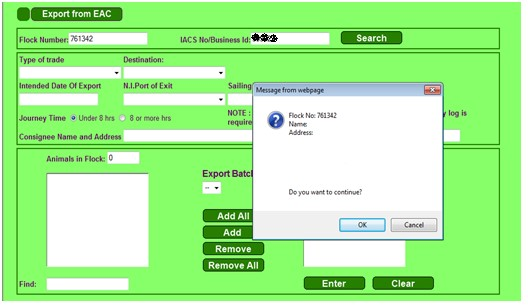 Export from EAC
Flock Number: 761342 IACS No/Business Id: Search
Type of trade Destination:
Intended Date Of Export N.I.Port of Exit Sailing
Journey Time Under 8 hrs 8 or more hrs NOTE : y log is
require
Consignee Name and Address
Message from webpage
Flock No: 761342
Name:
Address:
Do you want to continue?
OK Cancel
Animals in Flock: 0
Export Batc
--
Add All
Add
Remove
Remove All
Find: Enter Clear